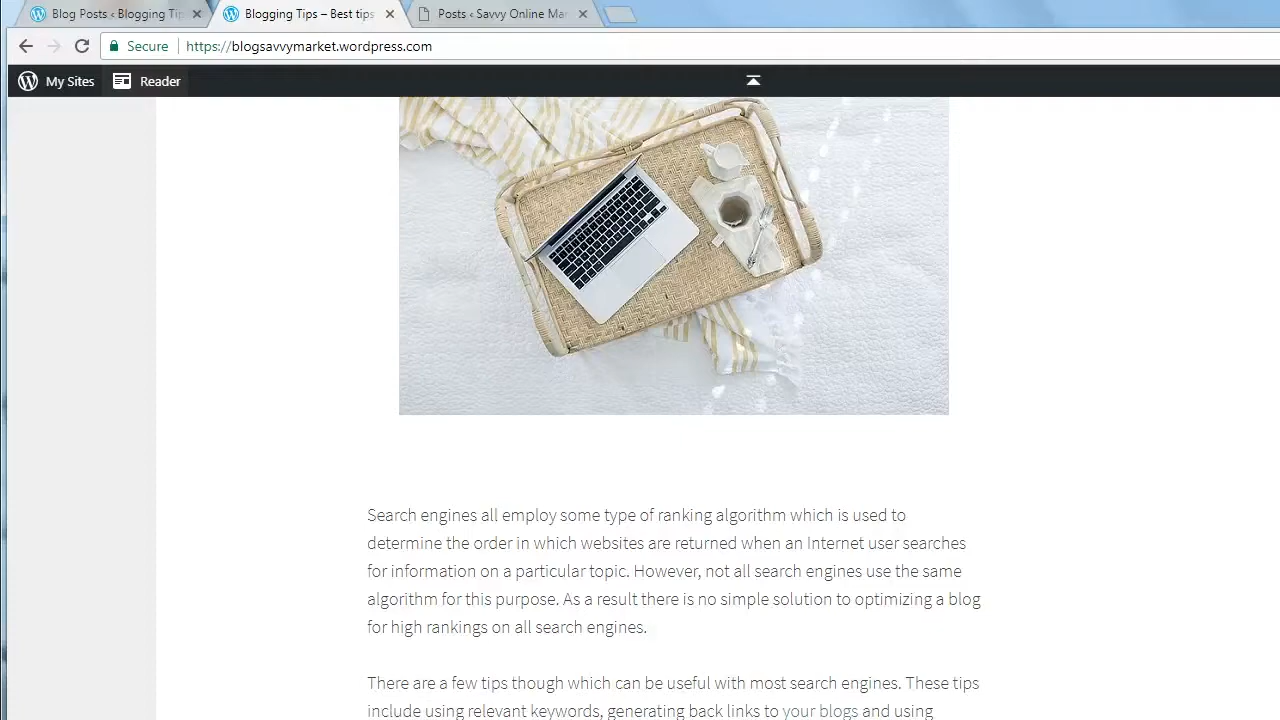 Blog Posts ‹ Blogging Tip
Blogging Tips – Best tips
Posts ‹ Savvy Online Mar
Secure
https://blogsavvymarket.wordpress.com
My Sites
Reader
Search engines all employ some type of ranking algorithm which is used to
determine the order in which websites are returned when an Internet user searches
for information on a particular topic. However, not all search engines use the same
algorithm for this purpose. As a result there is no simple solution to optimizing a blog
for high rankings on all search engines.
There are a few tips though which can be useful with most search engines. These tips
include using relevant keywords, generating back links to your blogs and using